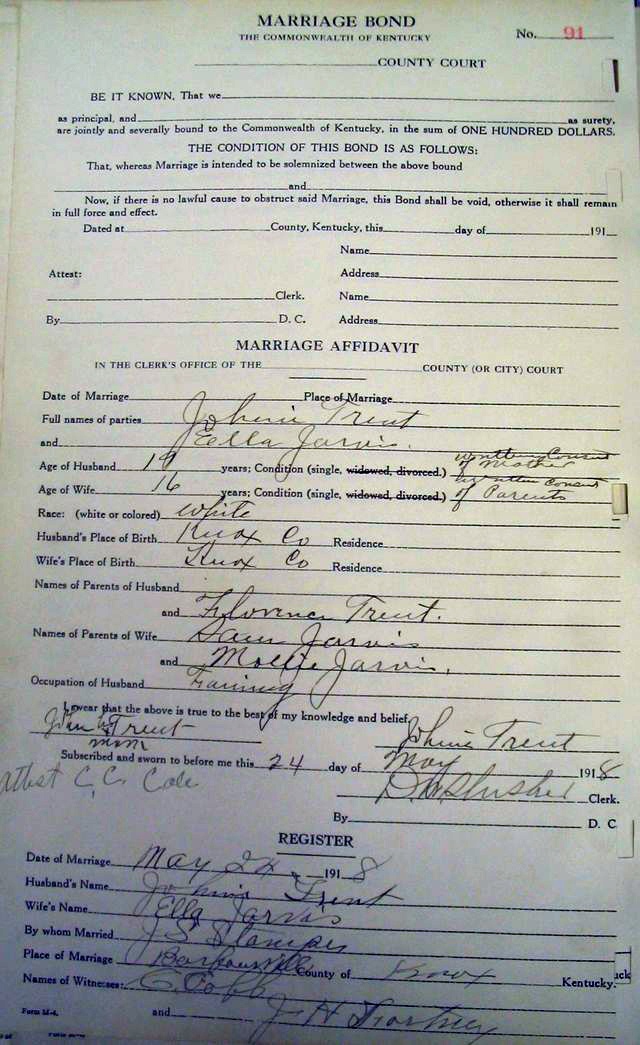 MARRIAGE BOND
THE COMMONWEALTH OF KENTUCKY
No. 91
COUNTY COURT
BE IT KNOWN, That we
as principal, and as surety,
are jointly and severally bound to the Commonwealth of Kentucky, in the sum of ONE HUNDRED DOLLARS.
THE CONDITION OF THIS BOND IS AS FOLLOWS:
That, whereas Marriage is intended to be solemnized between the above bound
and
Now, if there is no lawful cause to obstruct said Marriage, this Bond shall be void, otherwise it shall remain
in full force and effect.
Dated at County, Kentucky, this day of 191
Name
Attest: Address
Clerk. Name
By D. C. Address
MARRIAGE AFFIDAVIT
IN THE CLERK'S OFFICE OF THE COUNTY (OR CITY) COURT
Date of Marriage Place of Marriage
Full names of parties Johnie Trent
and Ella Jarvis.
Age of Husband 19 years; Condition (single, widowed, divorced.) written Consent of Mother
Age of Wife 16 years; Condition (single, widowed, divorced.) written Consent of Parents
Race: (white or colored) White
Husband's Place of Birth Knox Co Residence
Wife's Place of Birth Knox Co Residence
Names of Parents of Husband
and Florence Trent.
Names of Parents of Wife Sam Jarvis
and Mollie Jarvis.
Occupation of Husband Farming
I swear that the above is true to the best of my knowledge and belief
Trent Johnie Trent
Subscribed and sworn to before me this 24 day of May 1918
attest C. C. Cole Clerk.
By D. C.
REGISTER
Date of Marriage May 24 1918
Husband's Name Johnie Trent
Wife's Name Ella Jarvis
By whom Married J S Stamper
Place of Marriage Barbourville County of Knox Kentucky.
Names of Witnesses: C. Cobb
Form M-4. and J H